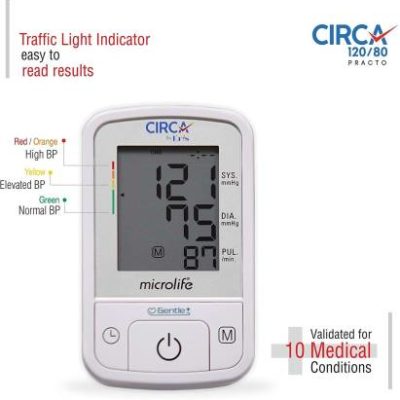 Traffic Light Indicator
easy to
read results
CIRCA
120/80
PRACTO
Red / Orange
High BP
Yellow
Elevated BP
Green
Normal BP
CIRCA
121
SYS.
mmHg
75
DIA.
mmHg
M
87
PUL.
/min
microlife
Gentle+
M
Validated for
10 Medical
Conditions